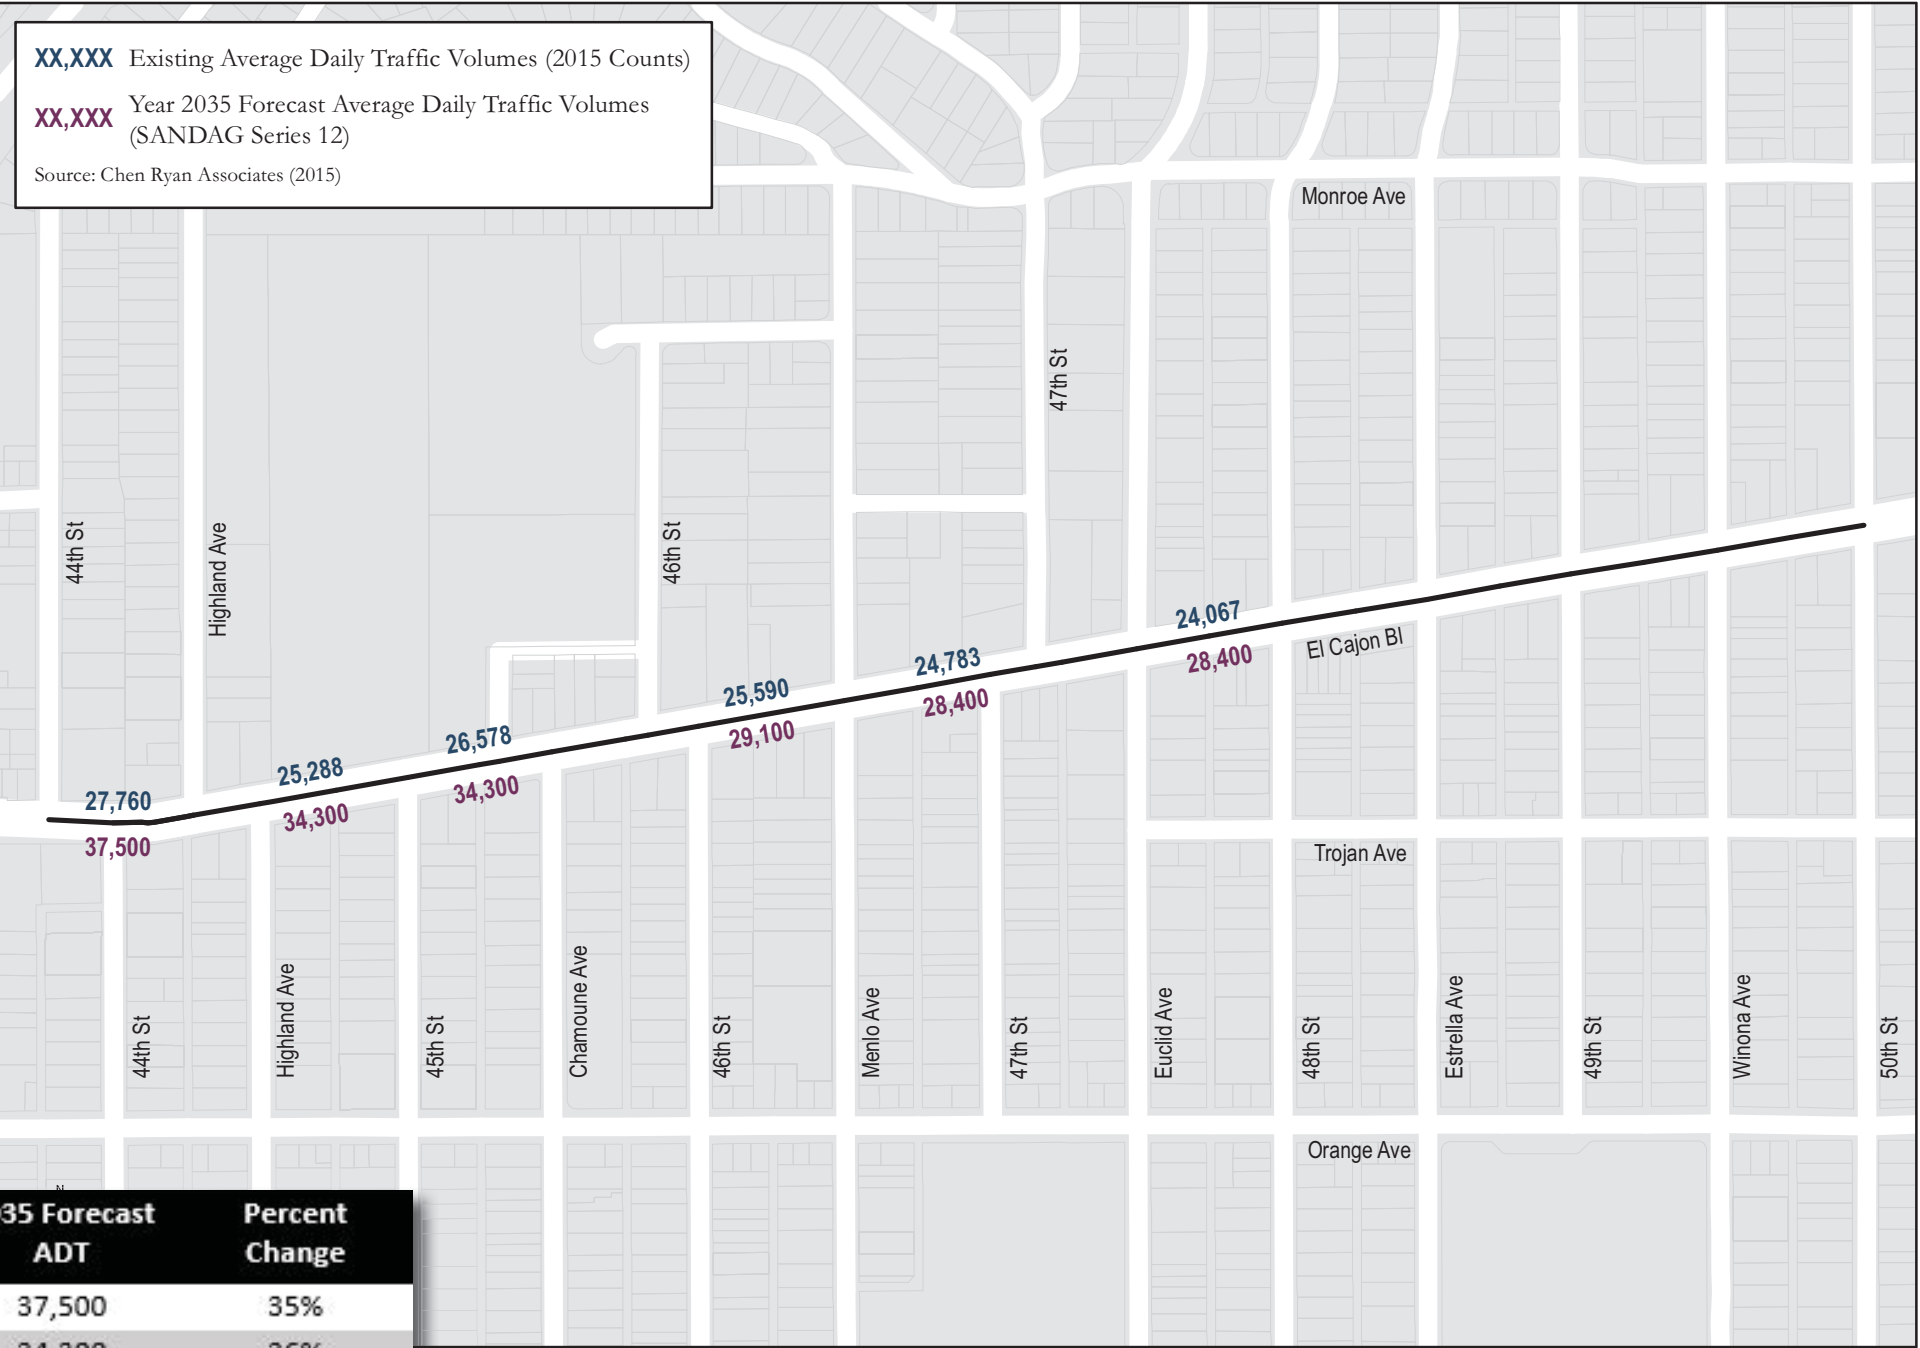 XX,XXX Existing Average Daily Traffic Volumes (2015 Counts)
XX,XXX Year 2035 Forecast Average Daily Traffic Volumes
(SANDAG Series 12)
Source: Chen Ryan Associates (2015)
Monroe Ave
47th St
44th St
Highland Ave
46th St
24,067
El Cajon Bl
28,400
24,783
28,400
25,590
29,100
26,578
34,300
25,288
34,300
27,760
37,500
Trojan Ave
44th St
Highland Ave
45th St
Chamoune Ave
46th St
Menlo Ave
47th St
Euclid Ave
48th St
Estrella Ave
49th St
Winona Ave
50th St
Orange Ave
N
35 Forecast
ADT
Percent
Change
37,500 35%